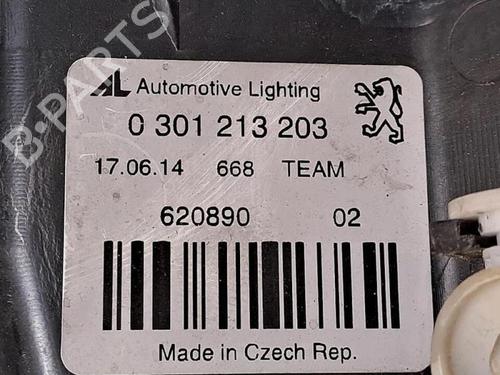 B-PARTS
AL Automotive Lighting
0 301 213 203
17.06.14 668 TEAM
620890 02
Made in Czech Rep.